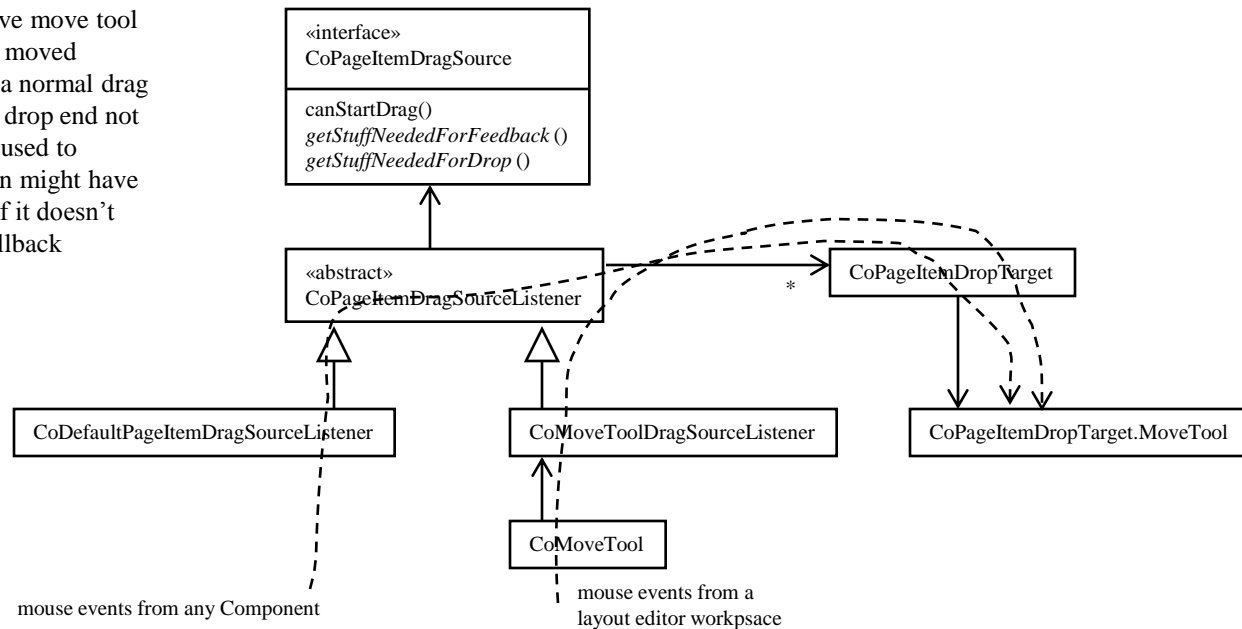 ve move tool
moved
a normal drag
drop end not
used to
n might have
f it doesn't
llback
«interface»
CoPageItemDragSource
canStartDrag()
getStuffNeededForFeedback ()
getStuffNeededForDrop ()
«abstract»
CoPageItemDragSourceListener
*
CoPageItemDropTarget
CoDefaultPageItemDragSourceListener
CoMoveToolDragSourceListener
CoPageItemDropTarget.MoveTool
CoMoveTool
mouse events from any Component
mouse events from a
layout editor workpsace